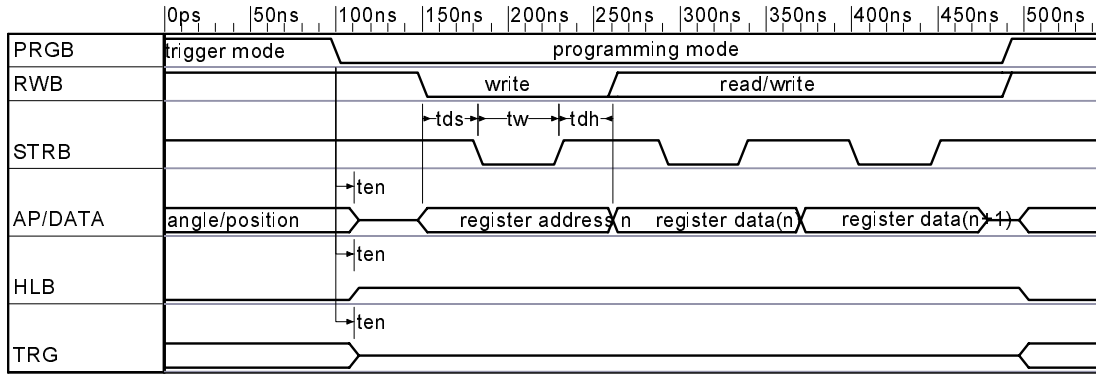 0ps 50ns 100ns 150ns 200ns 250ns 300ns 350ns 400ns 450ns 500ns
PRGB trigger mode programming mode
RWB write read/write
tds tw tdh
STRB
ten
AP/DATA angle/position register address n register data(n) register data(n+1)
ten
HLB
ten
TRG